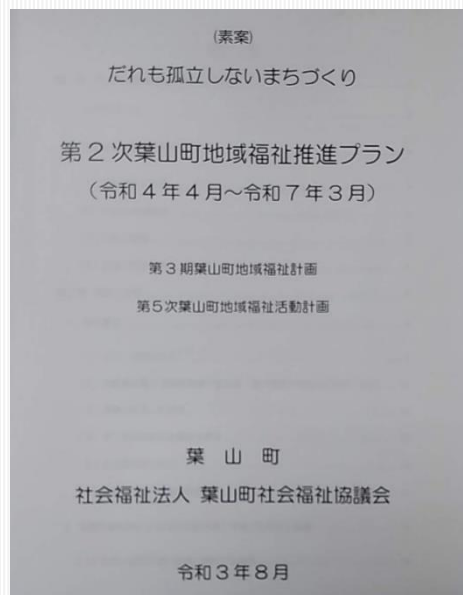 (素案)
だれも孤立しないまちづくり
第2次葉山町地域福祉推進プラン
(令和4年4月～令和7年3月)
第3期葉山町地域福祉計画
第5次葉山町地域福祉活動計画
葉 山 町
社会福祉法人 葉山町社会福祉協議会
令和3年8月